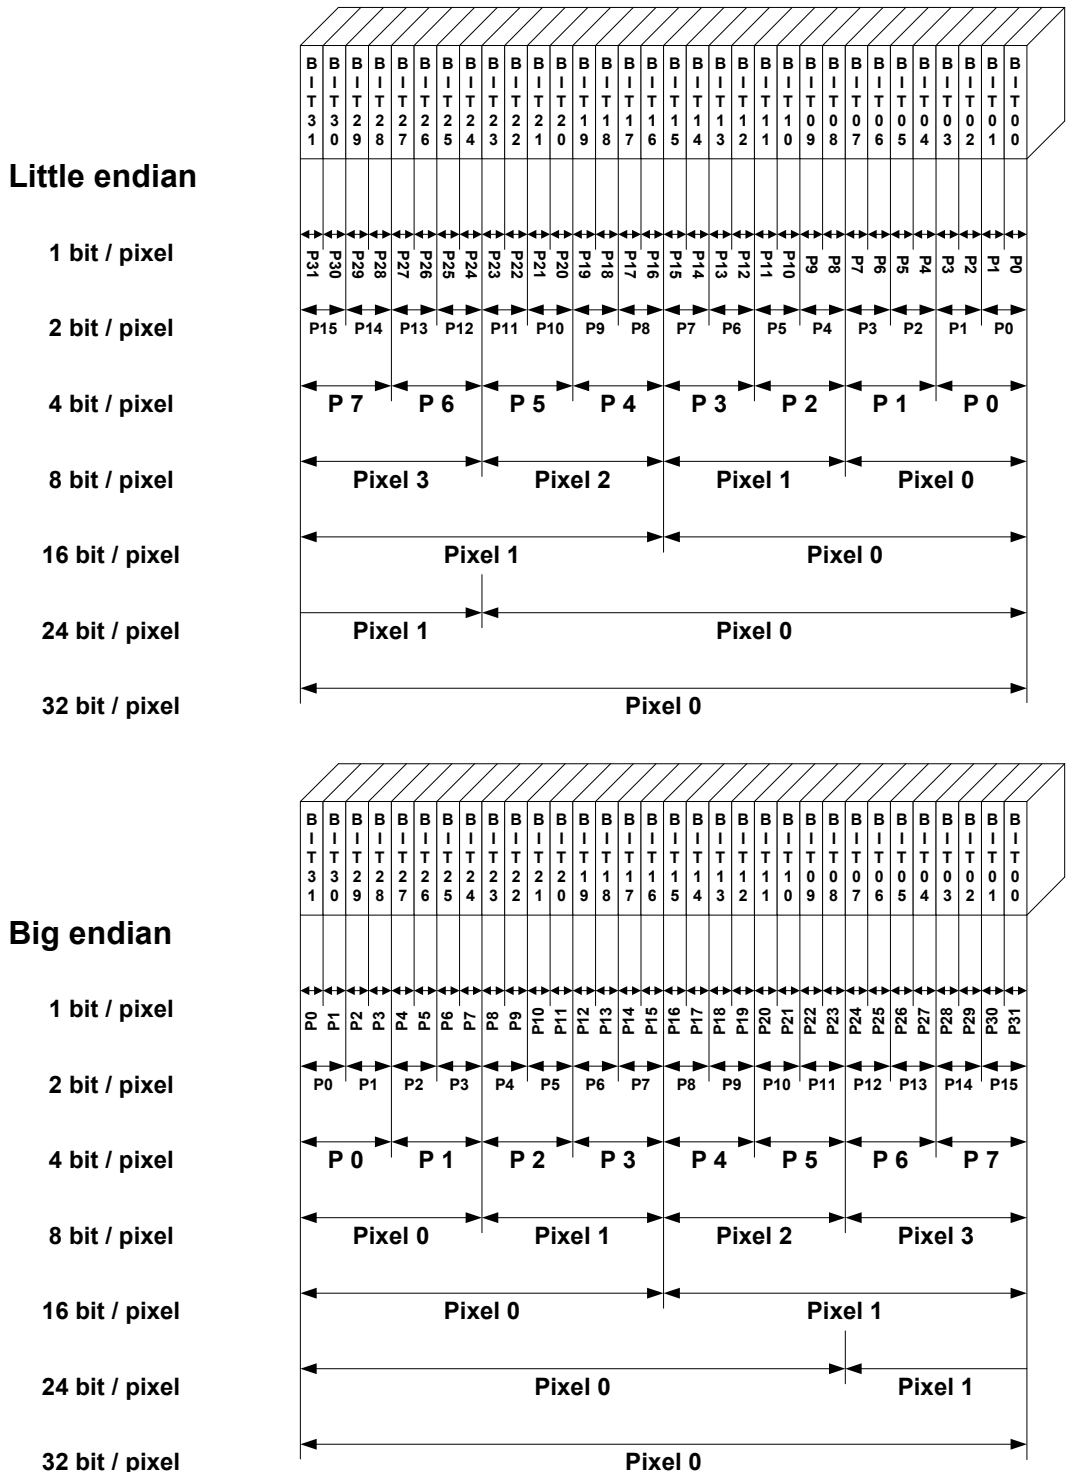 BIT31 BIT30 BIT29 BIT28 BIT27 BIT26 BIT25 BIT24 BIT23 BIT22 BIT21 BIT20 BIT19 BIT18 BIT17 BIT16 BIT15 BIT14 BIT13 BIT12 BIT11 BIT10 BIT09 BIT08 BIT07 BIT06 BIT05 BIT04 BIT03 BIT02 BIT01 BIT00
Little endian
1 bit / pixel P31 P30 P29 P28 P27 P26 P25 P24 P23 P22 P21 P20 P19 P18 P17 P16 P15 P14 P13 P12 P11 P10 P9 P8 P7 P6 P5 P4 P3 P2 P1 P0
2 bit / pixel P15 P14 P13 P12 P11 P10 P9 P8 P7 P6 P5 P4 P3 P2 P1 P0
4 bit / pixel P 7 P 6 P 5 P 4 P 3 P 2 P 1 P 0
8 bit / pixel Pixel 3 Pixel 2 Pixel 1 Pixel 0
16 bit / pixel Pixel 1 Pixel 0
24 bit / pixel Pixel 1 Pixel 0
32 bit / pixel Pixel 0
BIT31 BIT30 BIT29 BIT28 BIT27 BIT26 BIT25 BIT24 BIT23 BIT22 BIT21 BIT20 BIT19 BIT18 BIT17 BIT16 BIT15 BIT14 BIT13 BIT12 BIT11 BIT10 BIT09 BIT08 BIT07 BIT06 BIT05 BIT04 BIT03 BIT02 BIT01 BIT00
Big endian
1 bit / pixel P0 P1 P2 P3 P4 P5 P6 P7 P8 P9 P10 P11 P12 P13 P14 P15 P16 P17 P18 P19 P20 P21 P22 P23 P24 P25 P26 P27 P28 P29 P30 P31
2 bit / pixel P0 P1 P2 P3 P4 P5 P6 P7 P8 P9 P10 P11 P12 P13 P14 P15
4 bit / pixel P 0 P 1 P 2 P 3 P 4 P 5 P 6 P 7
8 bit / pixel Pixel 0 Pixel 1 Pixel 2 Pixel 3
16 bit / pixel Pixel 0 Pixel 1
24 bit / pixel Pixel 0 Pixel 1
32 bit / pixel Pixel 0